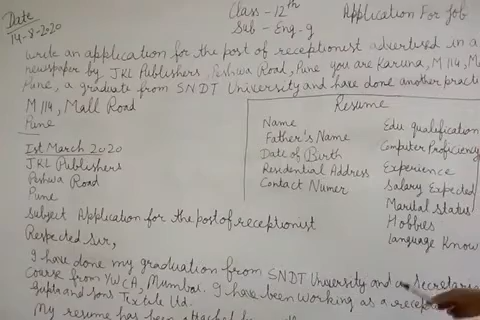 Date
14-8-2020
Class - 12th
Application For Job
Sub - Eng-g
write an application for the post of receptionist advertised in a
newspaper by JKL Publishers, Peshwa Road, Pune you are Karuna, M 114, M
Pune, a graduate from SNDT University and have done another practi
M 114, Mall Road
Pune
Resume
Name
Father's Name
Date of Birth
Residential Address
Contact Numer
Edu qualification
Computer Proficiency
Experience
Salary Expected
Marital Status
Hobbies
Language Know
Ist March 2020
JKL Publishers
Peshwa Road
Pune
Subject Application for the post of receptionist
Respected Sir,
I have done my graduation from SNDT University and a Secretaria
Course from YWCA, Mumbai. I have been working as a recep
Gupta and Sons Textile Ltd.
My resume has been attached